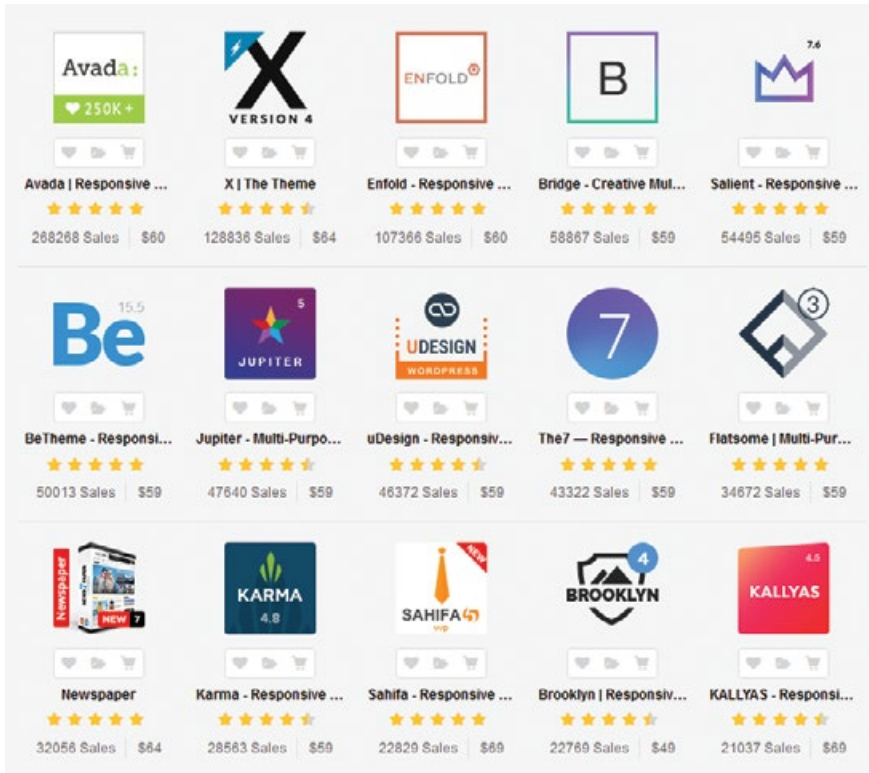 Avada:
250K+
X
VERSION 4
ENFOLD
B
7.6
Avada | Responsive ...
X | The Theme
Enfold - Responsive ...
Bridge - Creative Mul...
Salient - Responsive ...
268268 Sales $60
128836 Sales $64
107366 Sales $60
58867 Sales $59
54495 Sales $59
Be
15.5
5
JUPITER
UDESIGN
WORDPRESS
7
3
BeTheme - Responsi...
Jupiter - Multi-Purpo...
uDesign - Responsiv...
The7 — Responsive ...
Flatsome | Multi-Pur...
50013 Sales $59
47640 Sales $59
46372 Sales $59
43322 Sales $59
34672 Sales $59
Newspaper
NEW 7
KARMA
4.8
NEW
SAHIFA 5
wp
4
BROOKLYN
4.5
KALLYAS
Newspaper
Karma - Responsive ...
Sahifa - Responsive ...
Brooklyn | Responsiv...
KALLYAS - Responsi...
32056 Sales $64
28563 Sales $59
22829 Sales $69
22769 Sales $49
21037 Sales $69